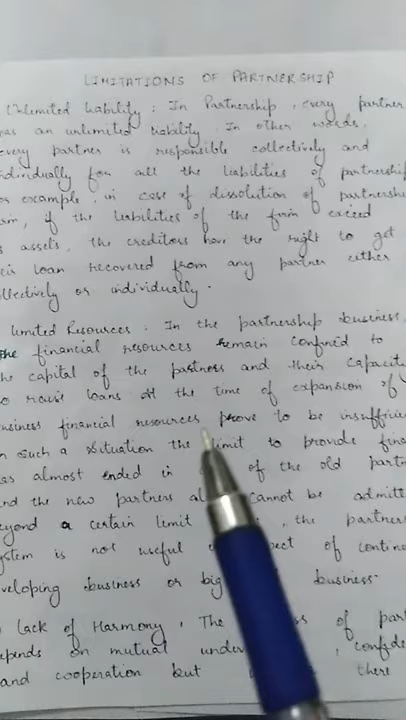 LIMITATIONS OF PARTNERSHIP
Unlimited liability : In Partnership , every partner
has an unlimited liability. In other words,
every partner is responsible collectively and
individually for all the liabilities of partnership
for example, in case of dissolution of partnership
firm, if the liabilities of the firm exceed
its assets, the creditors have the right to get
their loan recovered from any partner either
collectively or individually.
limited Resources : In the partnership business,
the financial resources remain confined to
the capital of the partners and their capacity
to raise loans At the time of expansion of
business financial resources prove to be insufficient
in such a situation the limit to provide
has almost ended in of the old
and the new partners cannot be
beyond a certain limit , the
system is not useful of
developing business or big business.
lack of Harmony , The of
depends on mutual
and cooperation but there